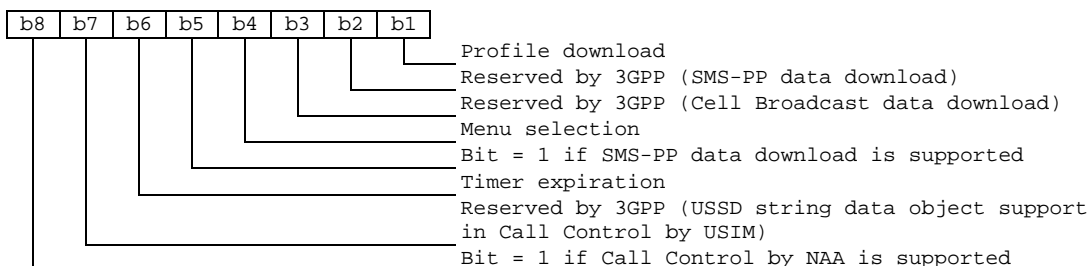 b8 b7 b6 b5 b4 b3 b2 b1
Profile download
Reserved by 3GPP (SMS-PP data download)
Reserved by 3GPP (Cell Broadcast data download)
Menu selection
Bit = 1 if SMS-PP data download is supported
Timer expiration
Reserved by 3GPP (USSD string data object support
in Call Control by USIM)
Bit = 1 if Call Control by NAA is supported